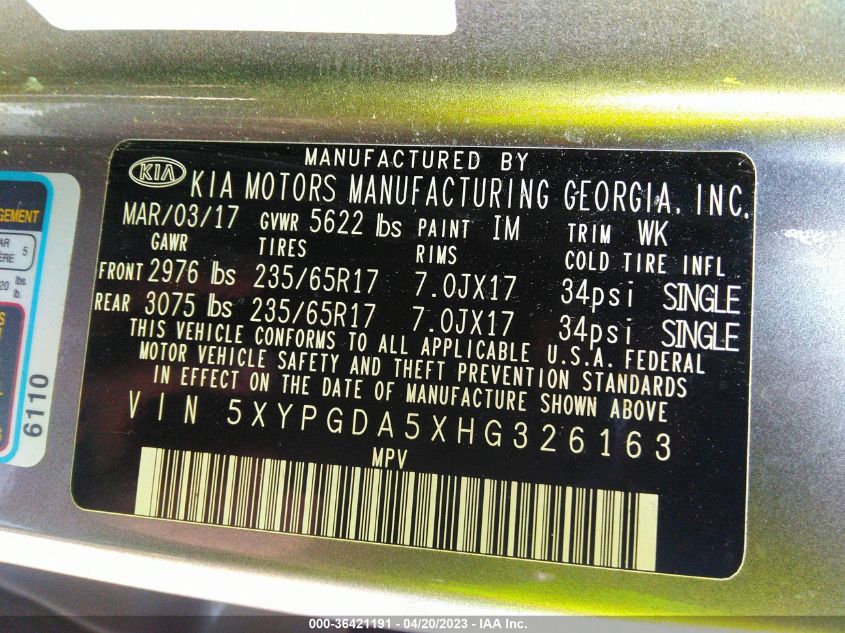 MANUFACTURED BY
KIA KIA MOTORS MANUFACTURING GEORGIA, INC.
MAR/03/17 GVWR 5622 lbs PAINT IM TRIM WK
GAWR TIRES RIMS COLD TIRE INFL
FRONT 2976 lbs 235/65R17 7.0JX17 34psi SINGLE
REAR 3075 lbs 235/65R17 7.0JX17 34psi SINGLE
THIS VEHICLE CONFORMS TO ALL APPLICABLE U.S.A. FEDERAL
MOTOR VEHICLE SAFETY AND THEFT PREVENTION STANDARDS
IN EFFECT ON THE DATE OF MANUFACTURE SHOWN ABOVE
VIN 5XYPGDA5XHG326163
MPV
5
6110
000-36421191 - 04/20/2023 - IAA Inc.